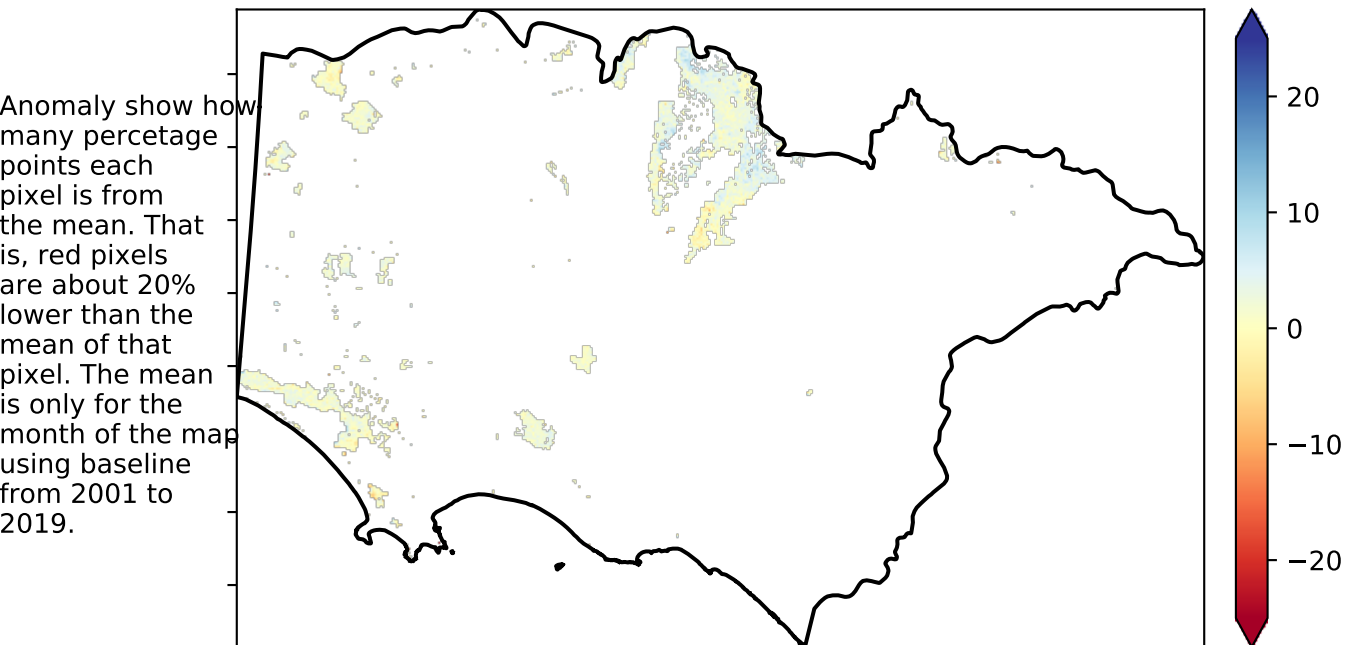 Anomaly show how
many percetage
points each
pixel is from
the mean. That
is, red pixels
are about 20%
lower than the
mean of that
pixel. The mean
is only for the
month of the map
using baseline
from 2001 to
2019.
20
10
0
−10
−20